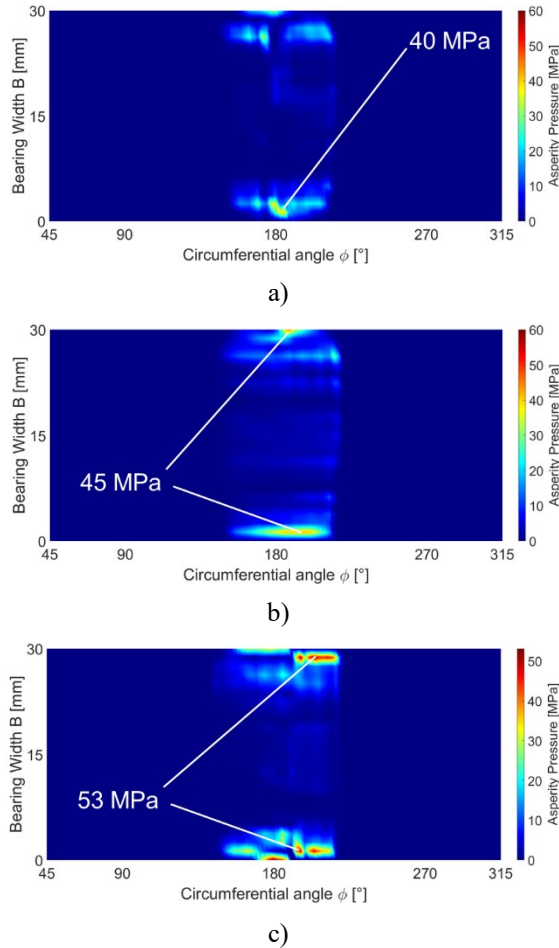 Bearing Width B [mm]
30
15
0
45
90
180
270
315
Circumferential angle ϕ [°]
40 MPa
60
50
40
30
20
10
0
Asperity Pressure [MPa]
a)
Bearing Width B [mm]
30
15
0
45
90
180
270
315
Circumferential angle ϕ [°]
45 MPa
60
50
40
30
20
10
0
Asperity Pressure [MPa]
b)
Bearing Width B [mm]
30
15
0
45
90
180
270
315
Circumferential angle ϕ [°]
53 MPa
50
40
30
20
10
0
Asperity Pressure [MPa]
c)